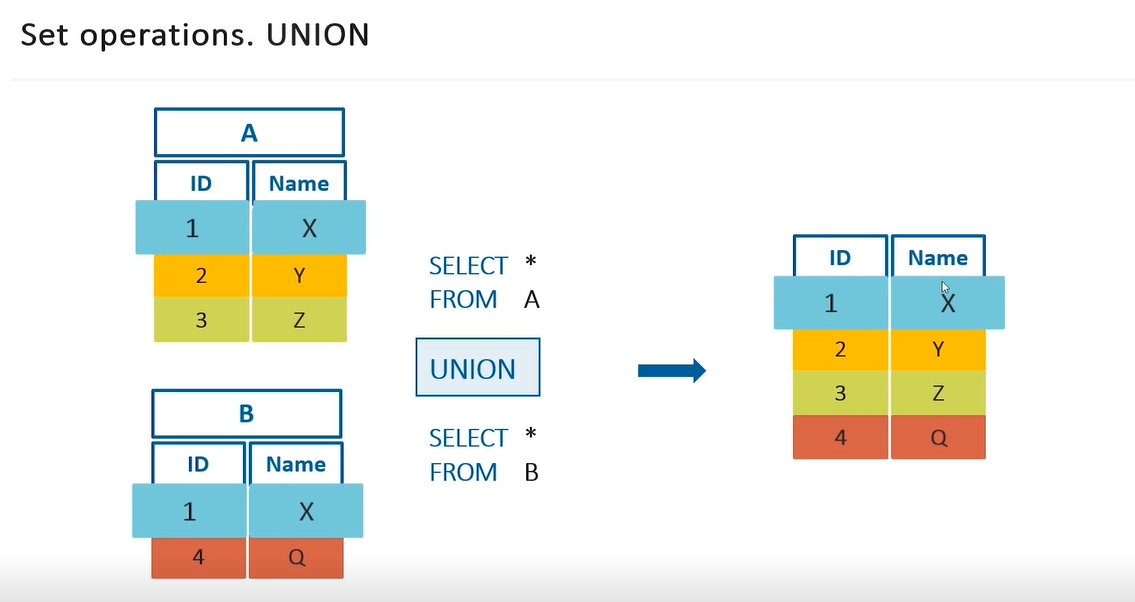 Set operations. UNION
A
ID Name
1 X
2 Y
3 Z
B
ID Name
1 X
4 Q
SELECT *
FROM A
UNION
SELECT *
FROM B
ID Name
1 X
2 Y
3 Z
4 Q